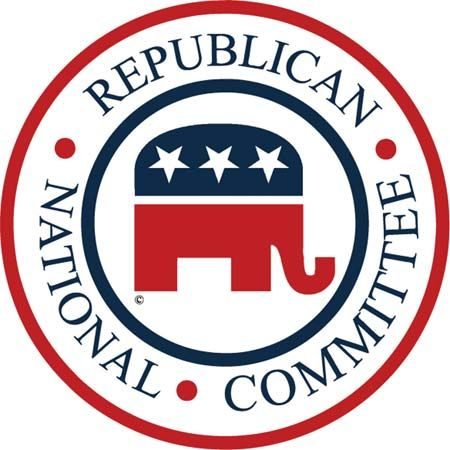 REPUBLICAN
NATIONAL
COMMITTEE
©